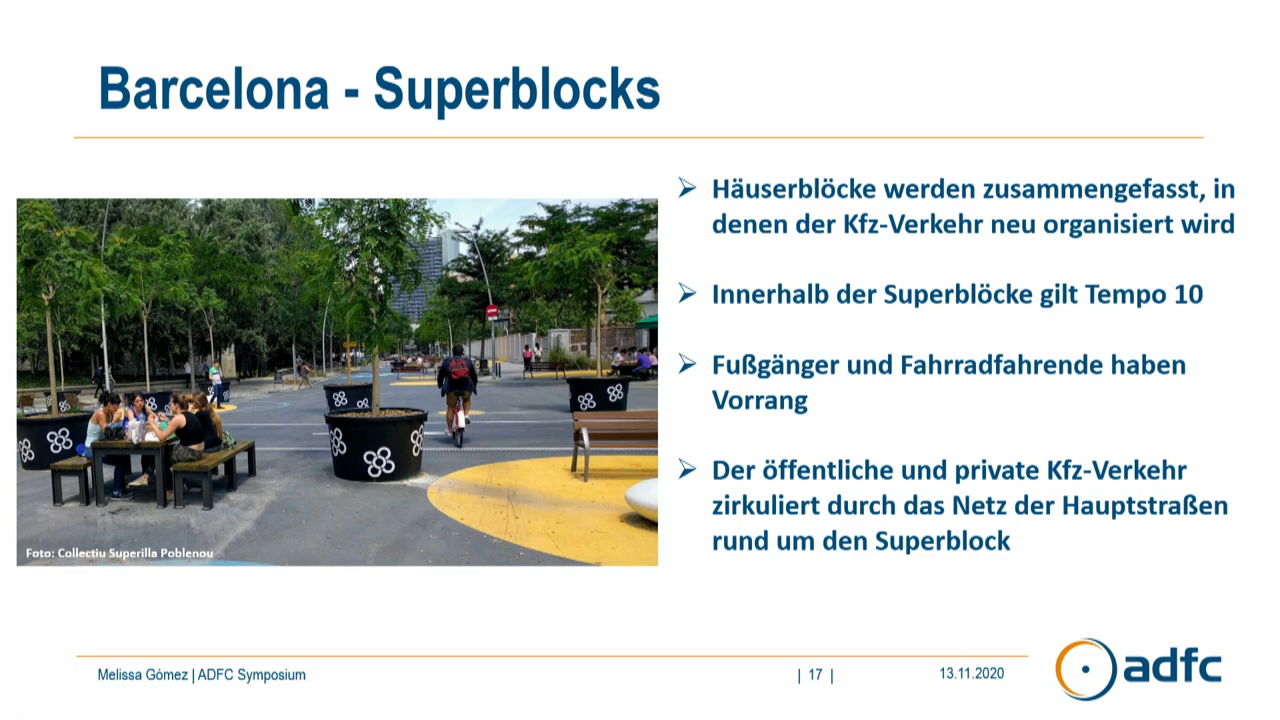 Barcelona - Superblocks
Häuserblöcke werden zusammengefasst, in
denen der Kfz-Verkehr neu organisiert wird
Innerhalb der Superblöcke gilt Tempo 10
Fußgänger und Fahrradfahrende haben
Vorrang
Der öffentliche und private Kfz-Verkehr
zirkuliert durch das Netz der Hauptstraßen
rund um den Superblock
Foto: Collectiu Superilla Poblenou
Melissa Gómez | ADFC Symposium
| 17 |
13.11.2020
adfc